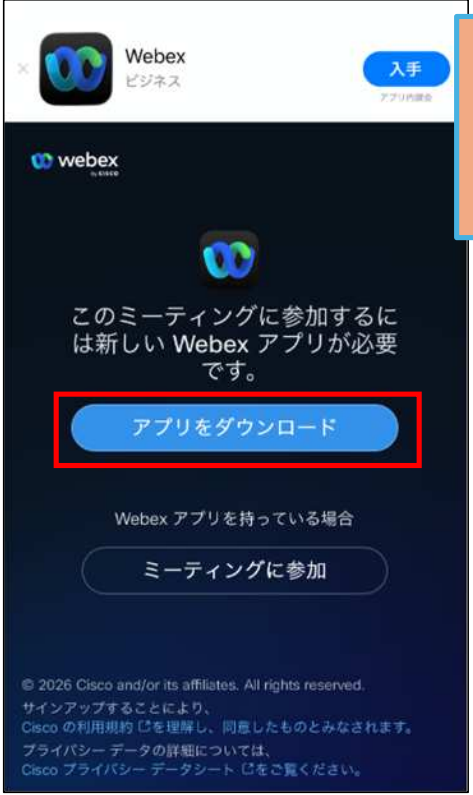 Webex
ビジネス
入手
アプリ内課金
webex
by CISCO
このミーティングに参加するに
は新しい Webex アプリが必要
です。
アプリをダウンロード
Webex アプリを持っている場合
ミーティングに参加
© 2026 Cisco and/or its affiliates. All rights reserved.
サインアップすることにより、
Cisco の利用規約 を理解し、同意したものとみなされます。
プライバシー データの詳細については、
Cisco プライバシー データシート をご覧ください。